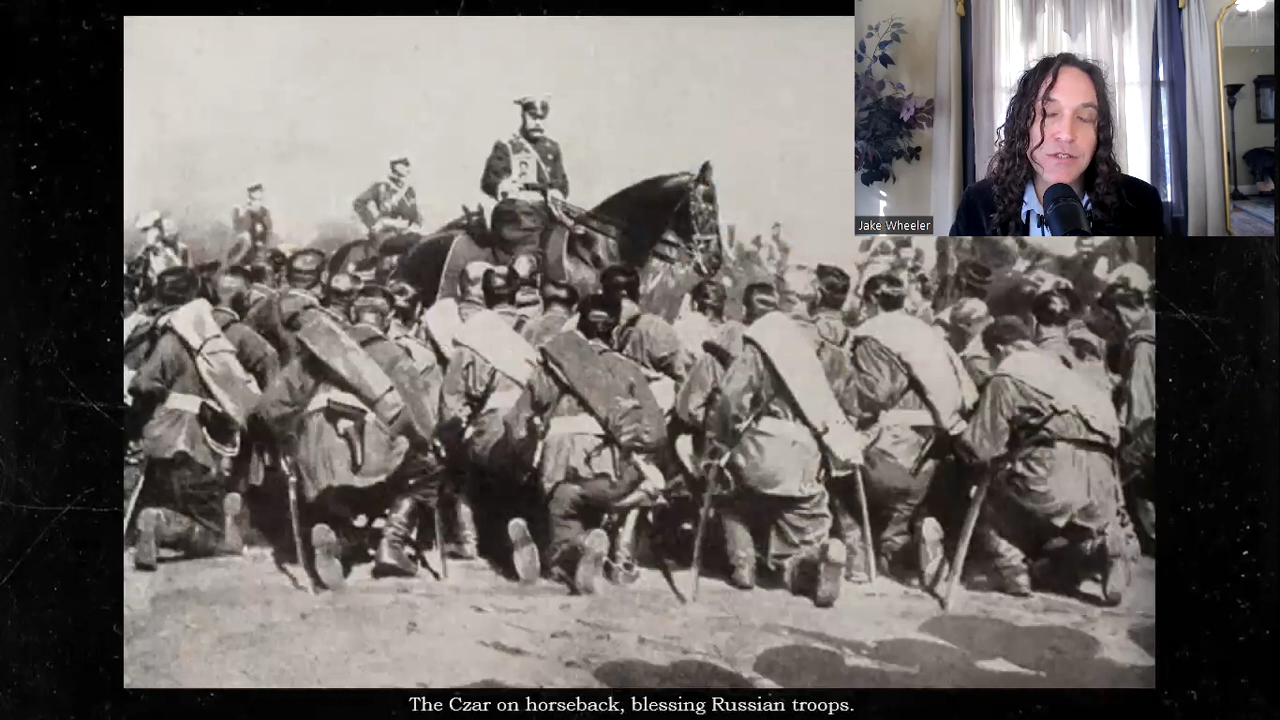 Jake Wheeler
The Czar on horseback, blessing Russian troops.